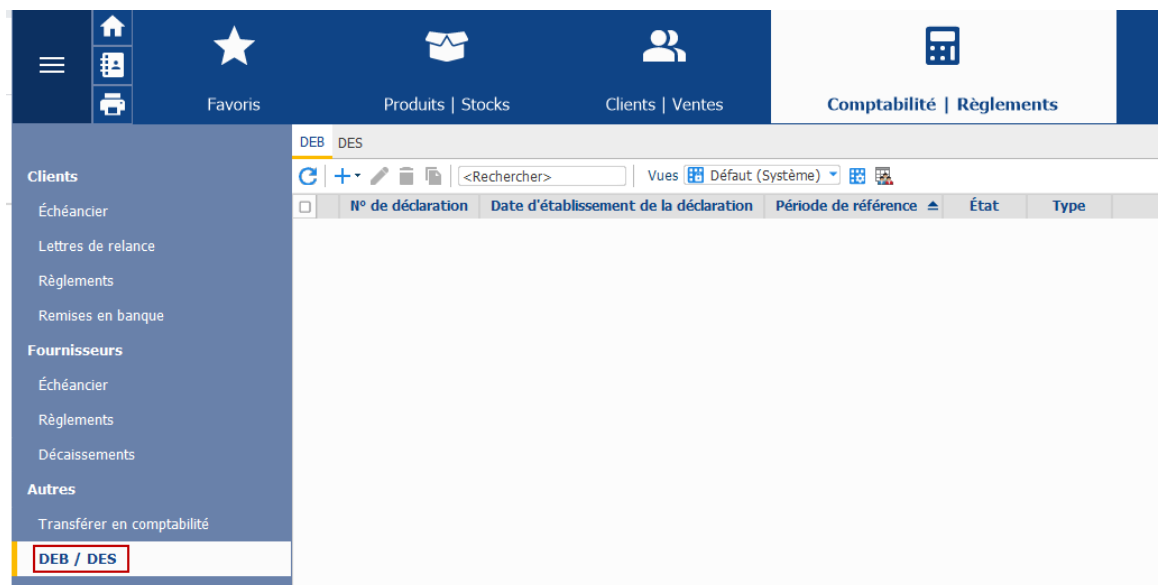 Favoris
Produits | Stocks
Clients | Ventes
Comptabilité | Règlements
DEB DES
Clients
<Rechercher> Vues Défaut (Système)
N° de déclaration Date d'établissement de la déclaration Période de référence État Type
Échéancier
Lettres de relance
Règlements
Remises en banque
Fournisseurs
Échéancier
Règlements
Décaissements
Autres
Transférer en comptabilité
DEB / DES